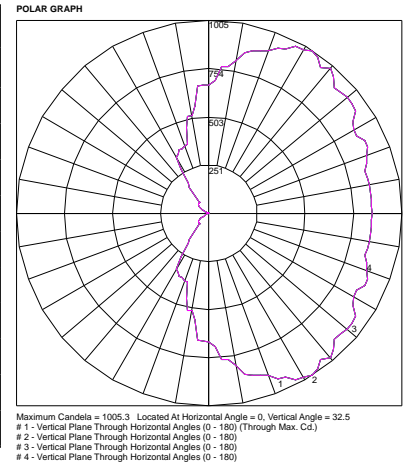 POLAR GRAPH
1005
754
503
251
4
3
2
1
Maximum Candela = 1005.3 Located At Horizontal Angle = 0, Vertical Angle = 32.5
# 1 - Vertical Plane Through Horizontal Angles (0 - 180) (Through Max. Cd.)
# 2 - Vertical Plane Through Horizontal Angles (0 - 180)
# 3 - Vertical Plane Through Horizontal Angles (0 - 180)
# 4 - Vertical Plane Through Horizontal Angles (0 - 180)